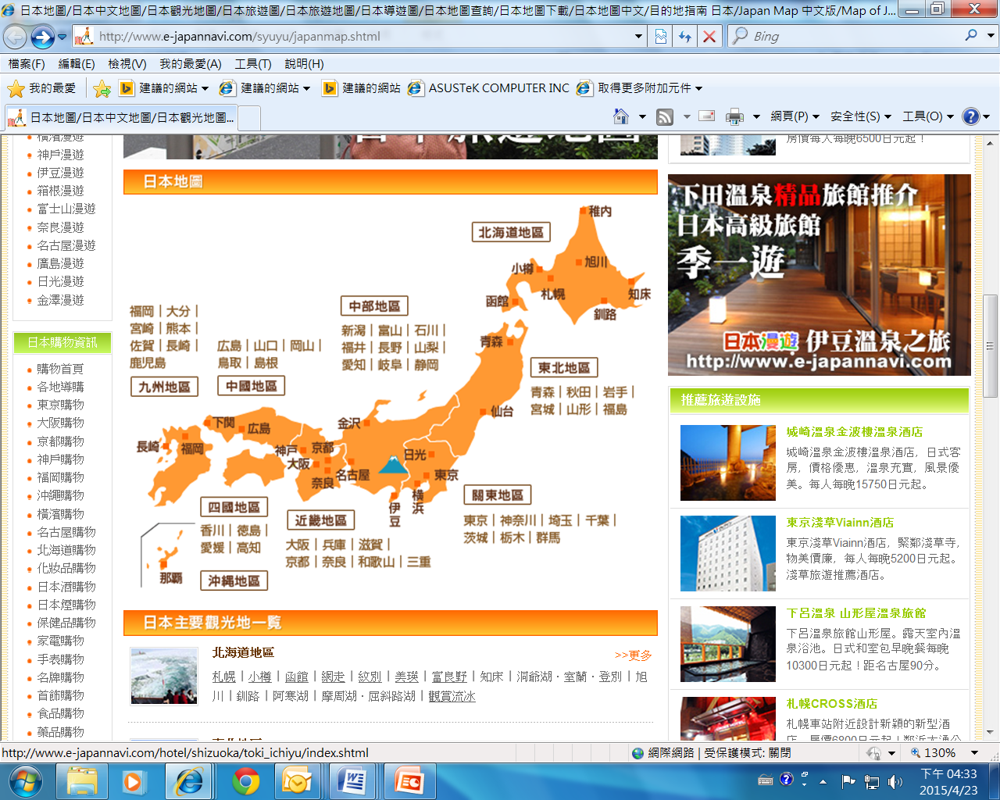 日本地圖/日本中文地圖/日本觀光地圖/日本旅遊圖/日本旅遊地圖/日本導遊圖/日本地圖查詢/日本地圖下載/日本地圖中文/目的地指南 日本/Japan Map 中文版/Map of J...
http://www.e-japannavi.com/syuyu/japanmap.shtml
Bing
檔案(F) 編輯(E) 檢視(V) 我的最愛(A) 工具(T) 說明(H)
我的最愛 建議的網站 建議的網站 建議的網站 ASUSTeK COMPUTER INC 取得更多附加元件
日本地圖/日本中文地圖/日本觀光地圖... 網頁(P) 安全性(S) 工具(O)
橫濱漫遊
神戶漫遊
伊豆漫遊
箱根漫遊
富士山漫遊
奈良漫遊
名古屋漫遊
廣島漫遊
日光漫遊
金澤漫遊
日本購物資訊
購物首頁
各地導購
東京購物
大阪購物
京都購物
神戶購物
福岡購物
沖繩購物
橫濱購物
名古屋購物
北海道購物
化妝品購物
日本酒購物
日本煙購物
保健品購物
家電購物
手表購物
名牌購物
首飾購物
食品購物
藥品購物
日本地圖
稚内
北海道地區
旭川
小樽
札幌
知床
函館
釧路
福岡|大分|
宮崎|熊本|
佐賀|長崎|
鹿児島
九州地區
広島|山口|岡山|
鳥取|島根
中國地區
中部地區
新潟|富山|石川|
福井|長野|山梨|
愛知|岐阜|静岡
青森
東北地區
青森|秋田|岩手|
宮城|山形|福島
仙台
下関
広島
金沢
長崎
福岡
神戸
京都
大阪
奈良
名古屋
日光
東京
横浜
伊豆
關東地區
東京|神奈川|埼玉|千葉|
茨城|栃木|群馬
四國地區
香川|徳島|
愛媛|高知
近畿地區
大阪|兵庫|滋賀|
京都|奈良|和歌山|三重
那覇
沖縄地區
日本主要觀光地一覧
北海道地區
>>更多
札幌|小樽|函館|網走|紋別|美瑛|富良野|知床|洞爺湖・室蘭・登別|旭
川|釧路|阿寒湖|摩周湖・屈斜路湖|觀賞流冰
房價每人每晚6500日元起！
下田溫泉精品旅館推介
日本高級旅館
季一遊
日本漫遊 伊豆溫泉之旅
http://www.e-japannavi.com
推薦旅遊設施
城崎溫泉金波樓溫泉酒店
城崎溫泉金波樓溫泉酒店，日式客
房，價格優惠，溫泉充實，風景優
美。每人每晚15750日元起。
東京淺草Viainn酒店
東京淺草Viainn酒店，緊鄰淺草寺，
物美價廉，每人每晚5200日元起。
淺草旅遊推薦酒店。
下呂溫泉 山形屋溫泉旅館
下呂溫泉旅館山形屋。露天室內溫
泉浴池。日式和室包早晚餐每晚
10300日元起！距名古屋90分。
札幌CROSS酒店
札幌車站附近設計新穎的新型酒
http://www.e-japannavi.com/hotel/shizuoka/toki_ichiyu/index.shtml
網際網路 | 受保護模式: 關閉
130%
下午 04:33
2015/4/23